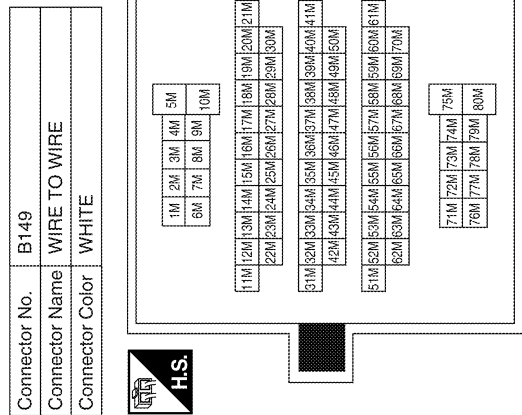 Connector No. B149
Connector Name WIRE TO WIRE
Connector Color WHITE
H.S.
1M 2M 3M 4M 5M
6M 7M 8M 9M 10M
11M 12M 13M 14M 15M 16M 17M 18M 19M 20M 21M
22M 23M 24M 25M 26M 27M 28M 29M 30M
31M 32M 33M 34M 35M 36M 37M 38M 39M 40M 41M
42M 43M 44M 45M 46M 47M 48M 49M 50M
51M 52M 53M 54M 55M 56M 57M 58M 59M 60M 61M
62M 63M 64M 65M 66M 67M 68M 69M 70M
71M 72M 73M 74M 75M
76M 77M 78M 79M 80M